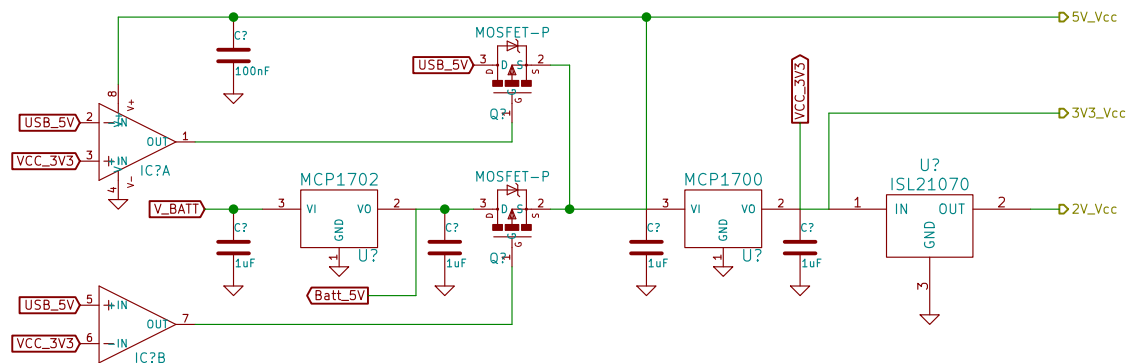 5V_Vcc
C?
100nF
MOSFET-P
USB_5V
3
D
D
S
2
S
G
G
1
Q?
8
V+
V+
USB_5V
2
IN
OUT
1
VCC_3V3
3
IN
V-
V-
4
IC?A
VCC_3V3
3V3_Vcc
MCP1702
MOSFET-P
MCP1700
U?
ISL21070
V_BATT
3
VI
VO
2
3
D
D
S
2
S
G
G
1
Q?
3
VI
VO
2
1
IN
OUT
2
2V_Vcc
C?
1uF
GND
1
U?
C?
1uF
C?
1uF
GND
1
U?
C?
1uF
GND
3
Batt_5V
USB_5V
5
IN
OUT
7
VCC_3V3
6
IN
IC?B